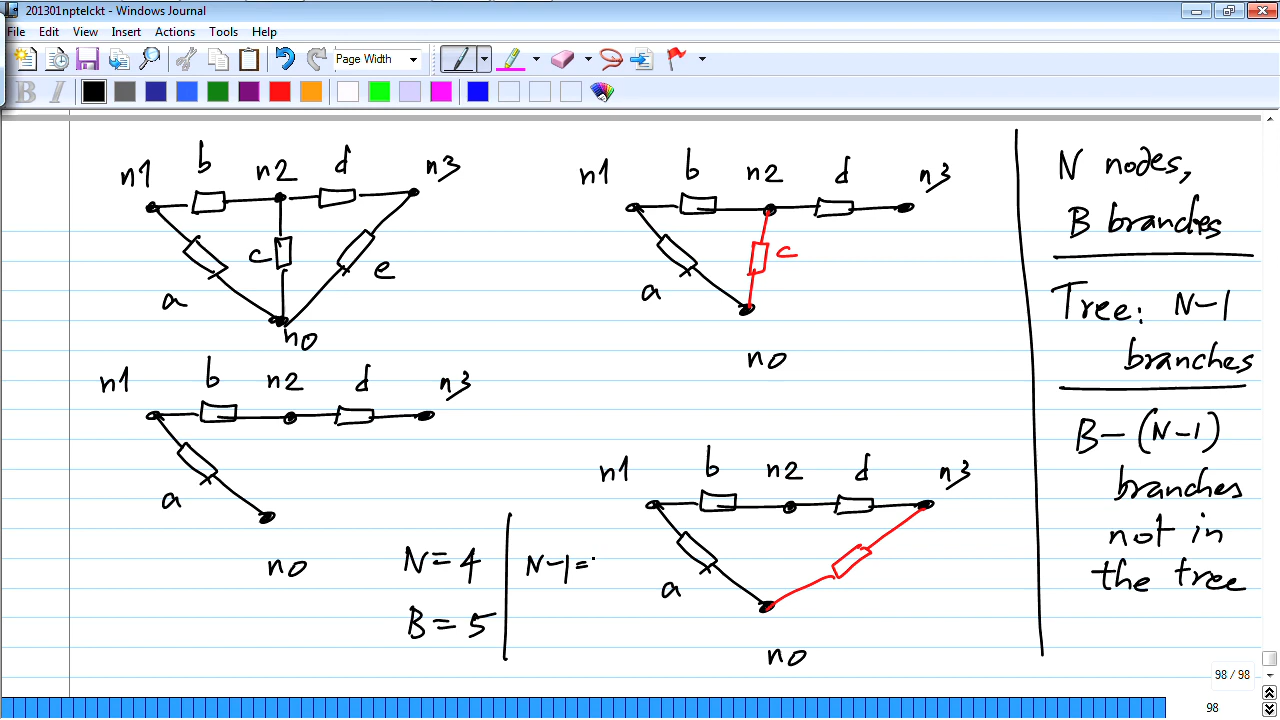 201301nptelckt - Windows Journal
File Edit View Insert Actions Tools Help
Page Width
B I
n1 b n2 d n3
a c e
n0
n1 b n2 d n3
a c
n0
n1 b n2 d n3
a
n0
n1 b n2 d n3
a
n0
N=4
B=5
N-1=
N nodes,
B branches
Tree: N-1
branches
B-(N-1)
branches
not in
the tree
98 / 98
98